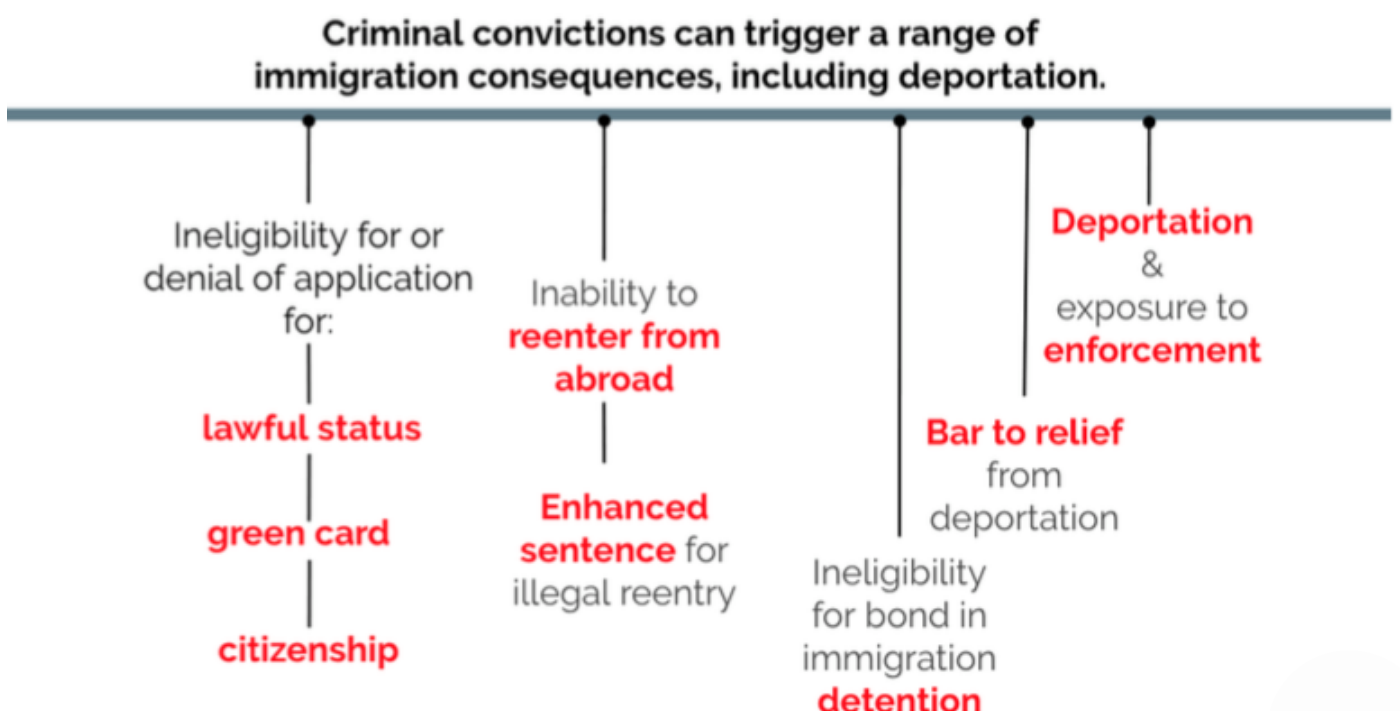 Criminal convictions can trigger a range of
immigration consequences, including deportation.
Ineligibility for or
denial of application
for:
lawful status
green card
citizenship
Inability to
reenter from
abroad
Enhanced
sentence for
illegal reentry
Ineligibility
for bond in
immigration
detention
Bar to relief
from
deportation
Deportation
&
exposure to
enforcement